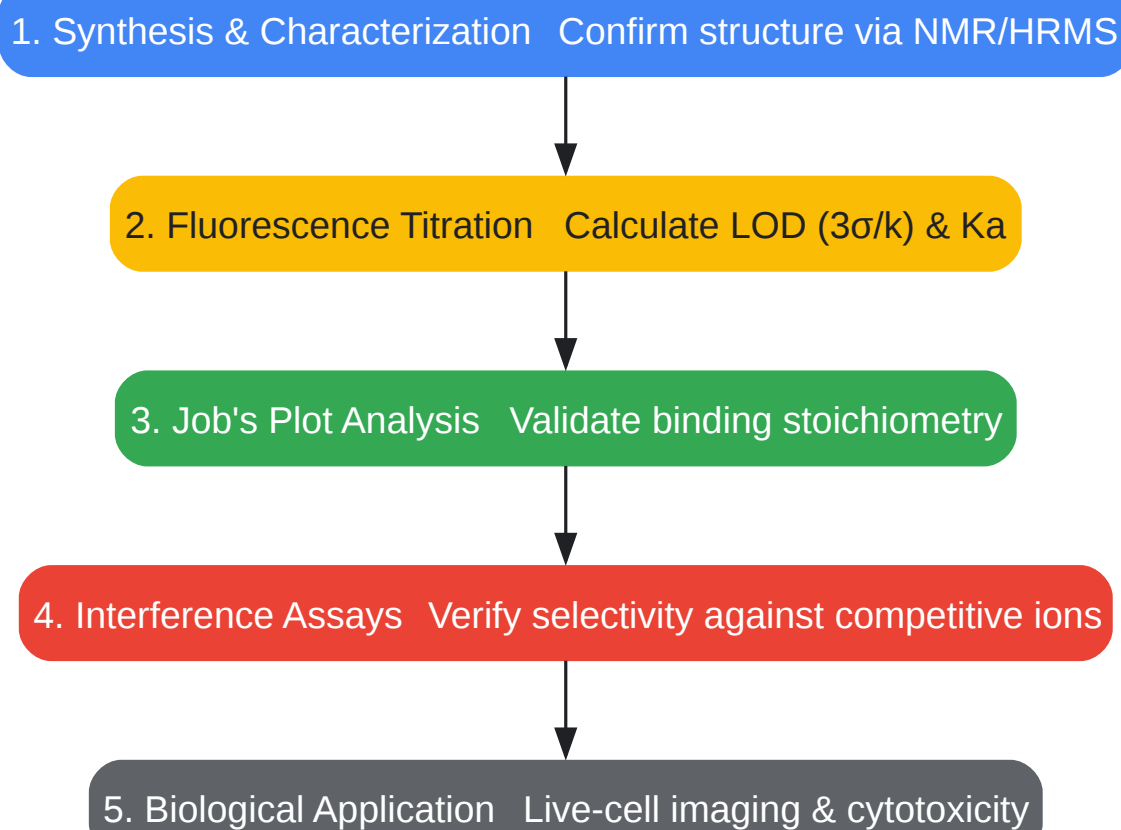 1. Synthesis & Characterization Confirm structure via NMR/HRMS
2. Fluorescence Titration Calculate LOD (3σ/k) & Ka
3. Job's Plot Analysis Validate binding stoichiometry
4. Interference Assays Verify selectivity against competitive ions
5. Biological Application Live-cell imaging & cytotoxicity